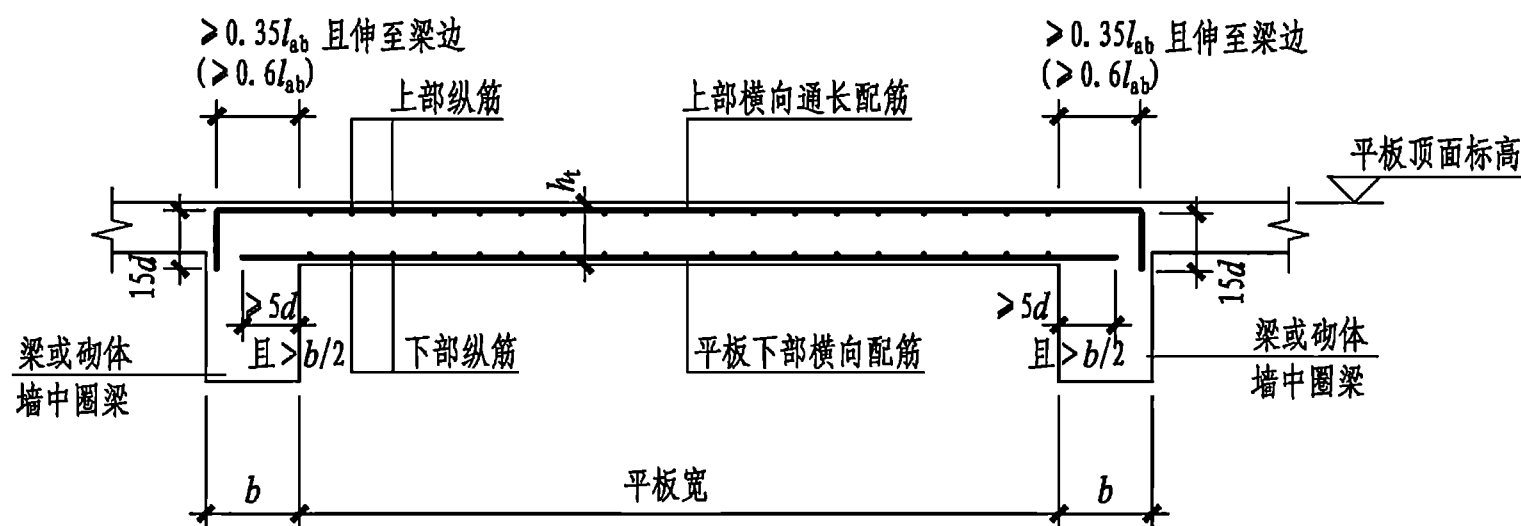 ≥0.35lab 且伸至梁边
(≥0.6lab)
≥0.35lab 且伸至梁边
(≥0.6lab)
上部纵筋
上部横向通长配筋
平板顶面标高
ht
15d
15d
≥5d
且>b/2
≥5d
且>b/2
下部纵筋
平板下部横向配筋
梁或砌体
墙中圈梁
梁或砌体
墙中圈梁
b
平板宽
b